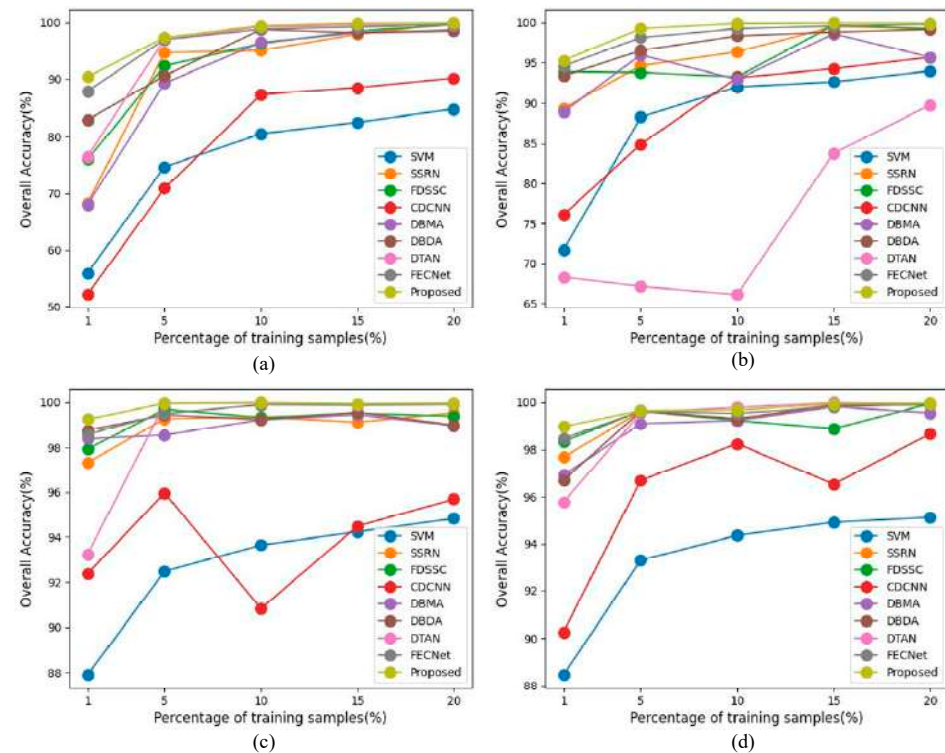 100
90
80
70
60
50
Overall Accuracy(%)
SVM
SSRN
FDSSC
CDCNN
DBMA
DBDA
DTAN
FECNet
Proposed
1 5 10 15 20
Percentage of training samples(%)
(a)
100
95
90
85
80
75
70
65
Overall Accuracy(%)
SVM
SSRN
FDSSC
CDCNN
DBMA
DBDA
DTAN
FECNet
Proposed
1 5 10 15 20
Percentage of training samples(%)
(b)
100
98
96
94
92
90
88
Overall Accuracy(%)
SVM
SSRN
FDSSC
CDCNN
DBMA
DBDA
DTAN
FECNet
Proposed
1 5 10 15 20
Percentage of training samples(%)
(c)
100
98
96
94
92
90
88
Overall Accuracy(%)
SVM
SSRN
FDSSC
CDCNN
DBMA
DBDA
DTAN
FECNet
Proposed
1 5 10 15 20
Percentage of training samples(%)
(d)